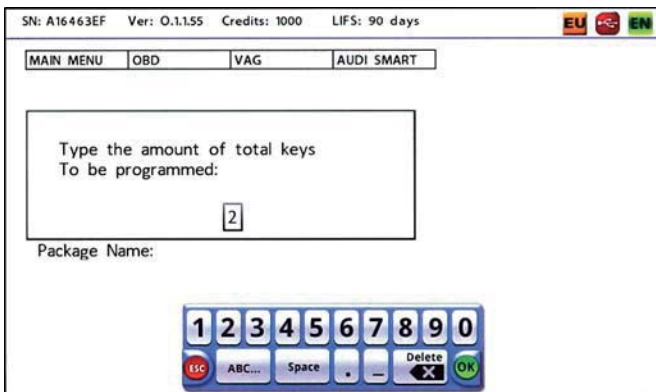 SN: A16463EF Ver: 0.1.1.55 Credits: 1000 LIFS: 90 days EU EN
MAIN MENU OBD VAG AUDI SMART
Type the amount of total keys
To be programmed:
2
Package Name:
1 2 3 4 5 6 7 8 9 0
ESC ABC... Space . _ Delete OK